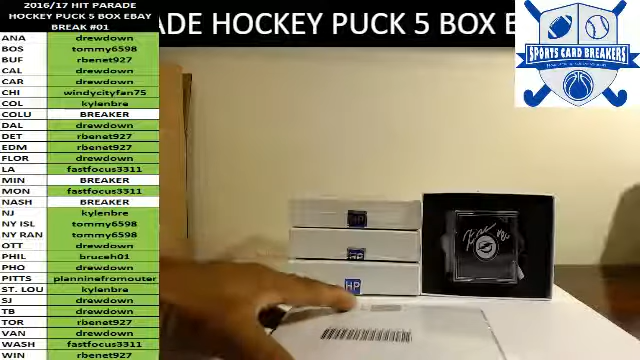 2016/17 HIT PARADE
HOCKEY PUCK 5 BOX EBAY
BREAK #01
ANA drewdown
BOS tommy6598
BUF rbenet927
CAL drewdown
CAR drewdown
CHI windycityfan75
COL kylenbre
COLU BREAKER
DAL drewdown
DET rbenet927
EDM rbenet927
FLOR drewdown
LA fastfocus3311
MIN BREAKER
MON fastfocus3311
NASH BREAKER
NJ kylenbre
NY ISL tommy6598
NY RAN tommy6598
OTT drewdown
PHIL bruceh01
PHO drewdown
PITTS planninefromouter
ST. LOU kylenbre
SJ drewdown
TB drewdown
TOR rbenet927
VAN drewdown
WASH fastfocus3311
WIN rbenet927
ADE HOCKEY PUCK 5 BOX E
SPORTS CARD BREAKERS
HP
HP
HP